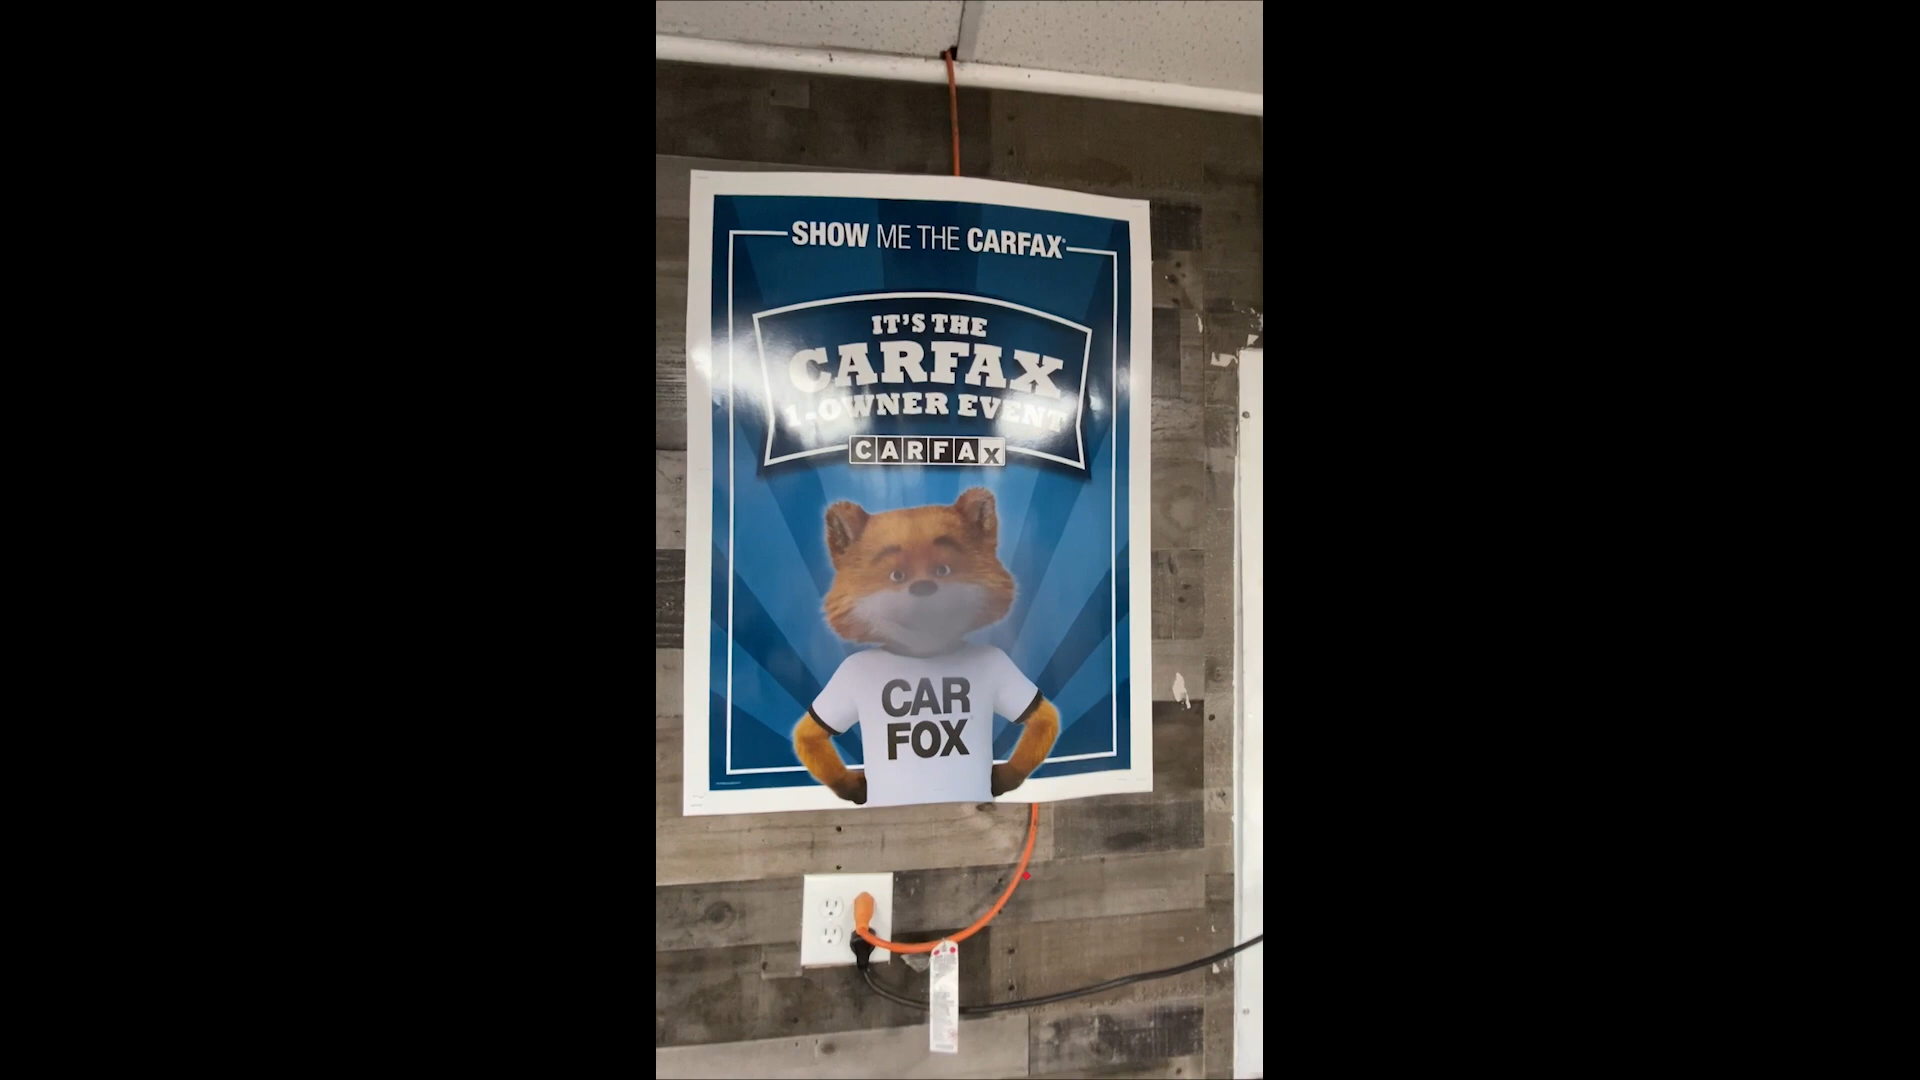 SHOW ME THE CARFAX®
IT'S THE
CARFAX
1-OWNER EVENT
CARFAX
CAR
FOX